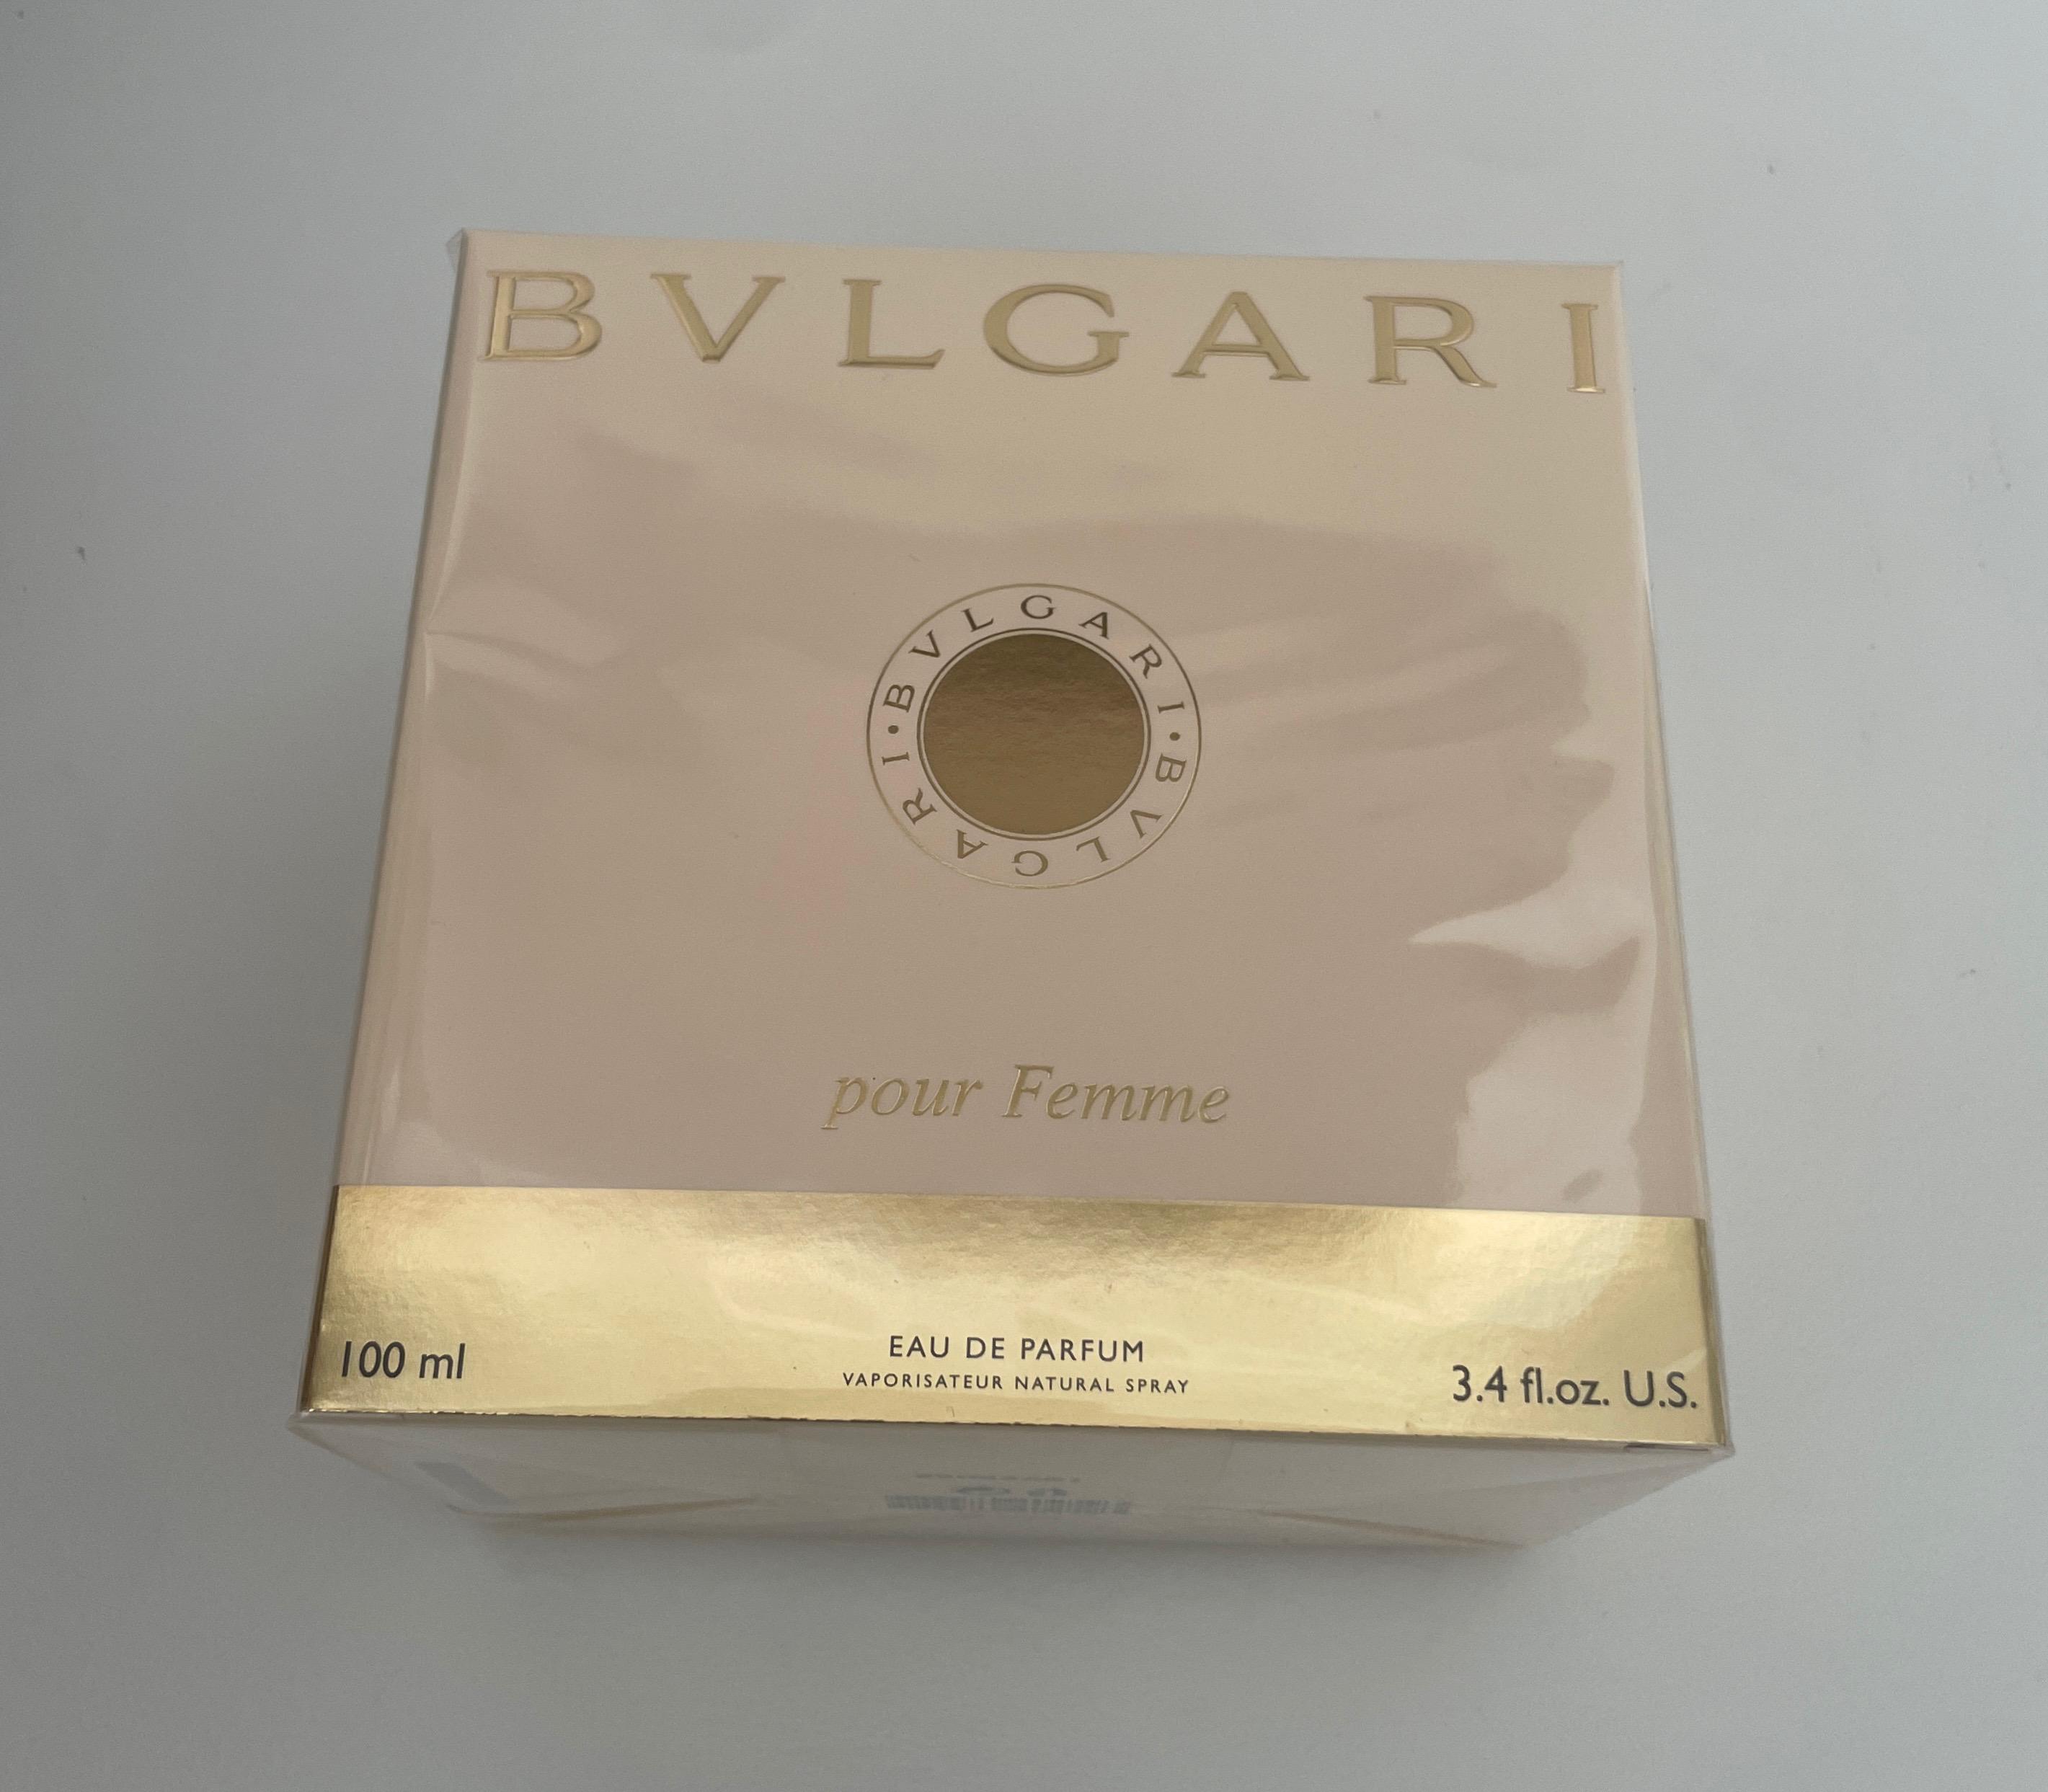 BVLGARI
BVLGARI • BVLGARI •
pour Femme
100 ml
EAU DE PARFUM
VAPORISATEUR NATURAL SPRAY
3.4 fl.oz. U.S.